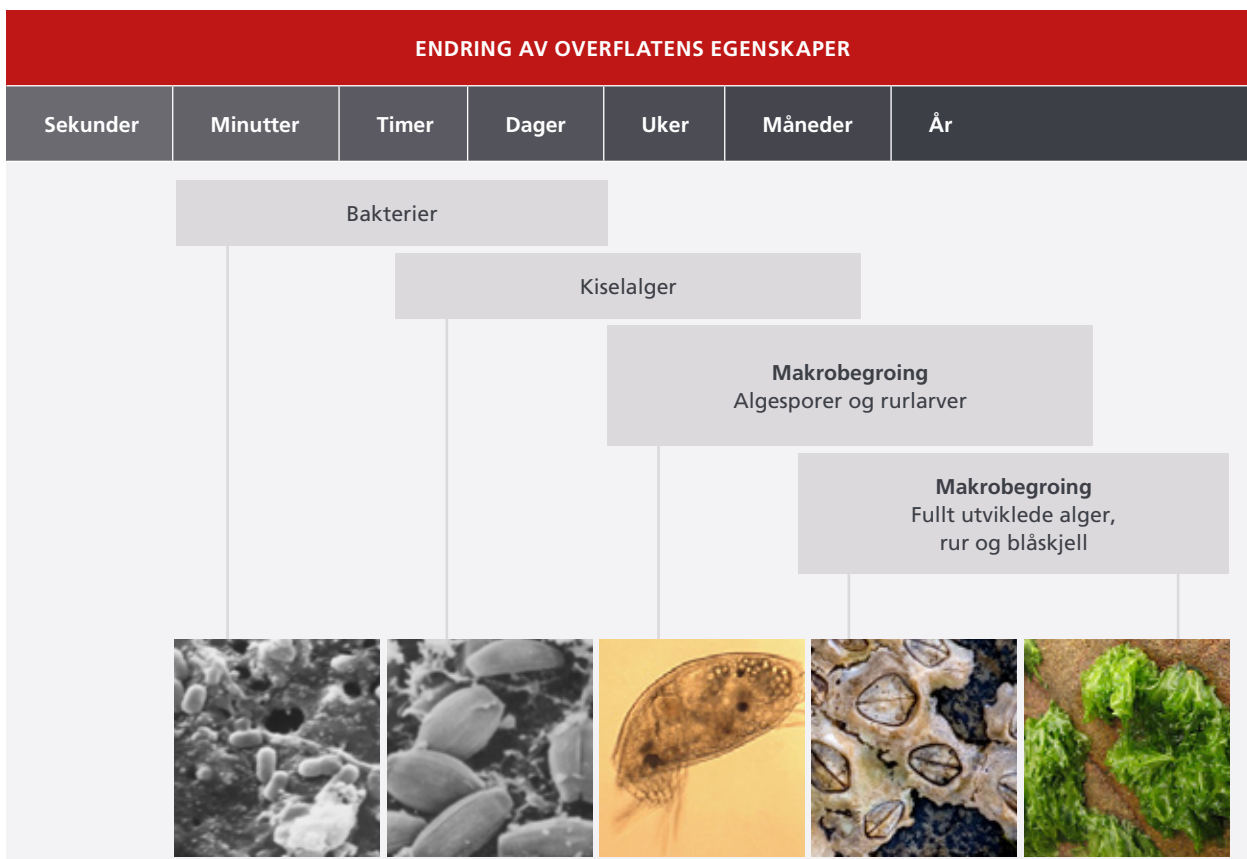 ENDRING AV OVERFLATENS EGENSKAPER
Sekunder
Minutter
Timer
Dager
Uker
Måneder
År
Bakterier
Kiselalger
Makrobegroing
Algesporer og rurlarver
Makrobegroing
Fullt utviklede alger,
rur og blåskjell